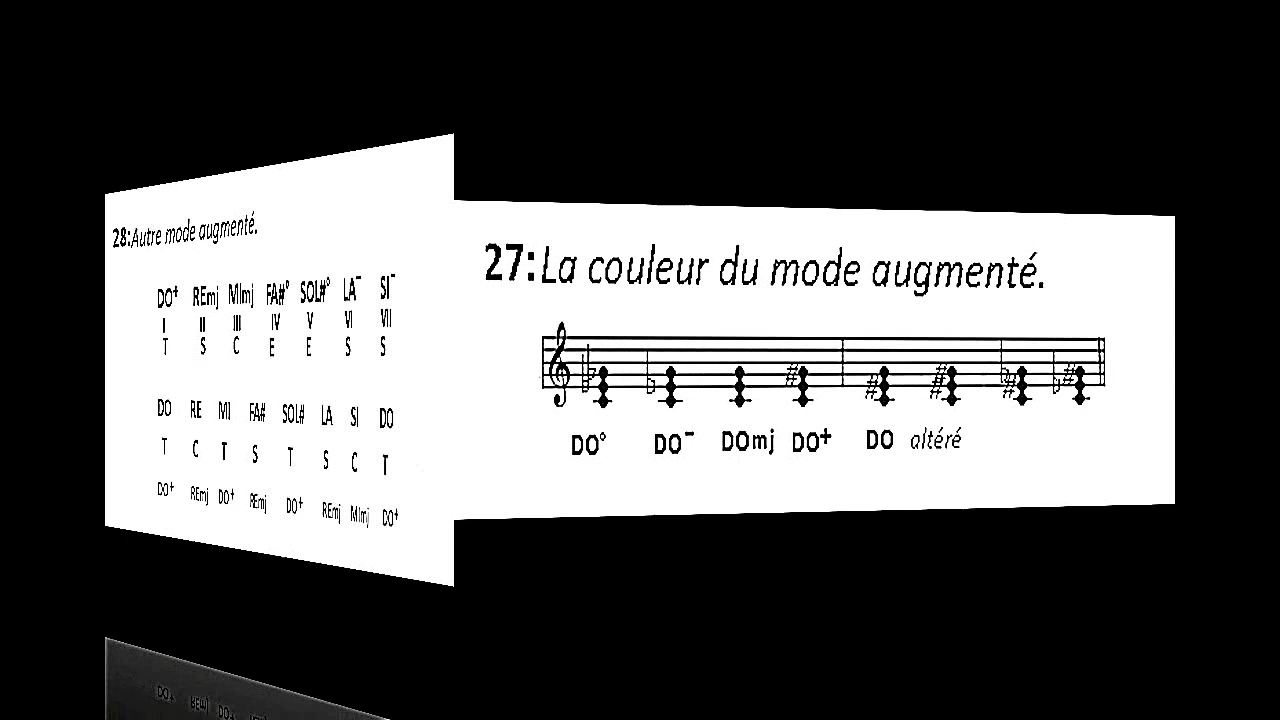 28: Autre mode augmenté.
DO+ REmj MImj FA#° SOL#° LA- SI-
I II III IV V VI VII
T S C E E S S
DO RE MI FA# SOL# LA SI DO
T C T S T S C T
DO+ REmj DO+ REmj DO+ REmj MImj DO+
27: La couleur du mode augmenté.
DO° DO- DOmj DO+ DO altéré